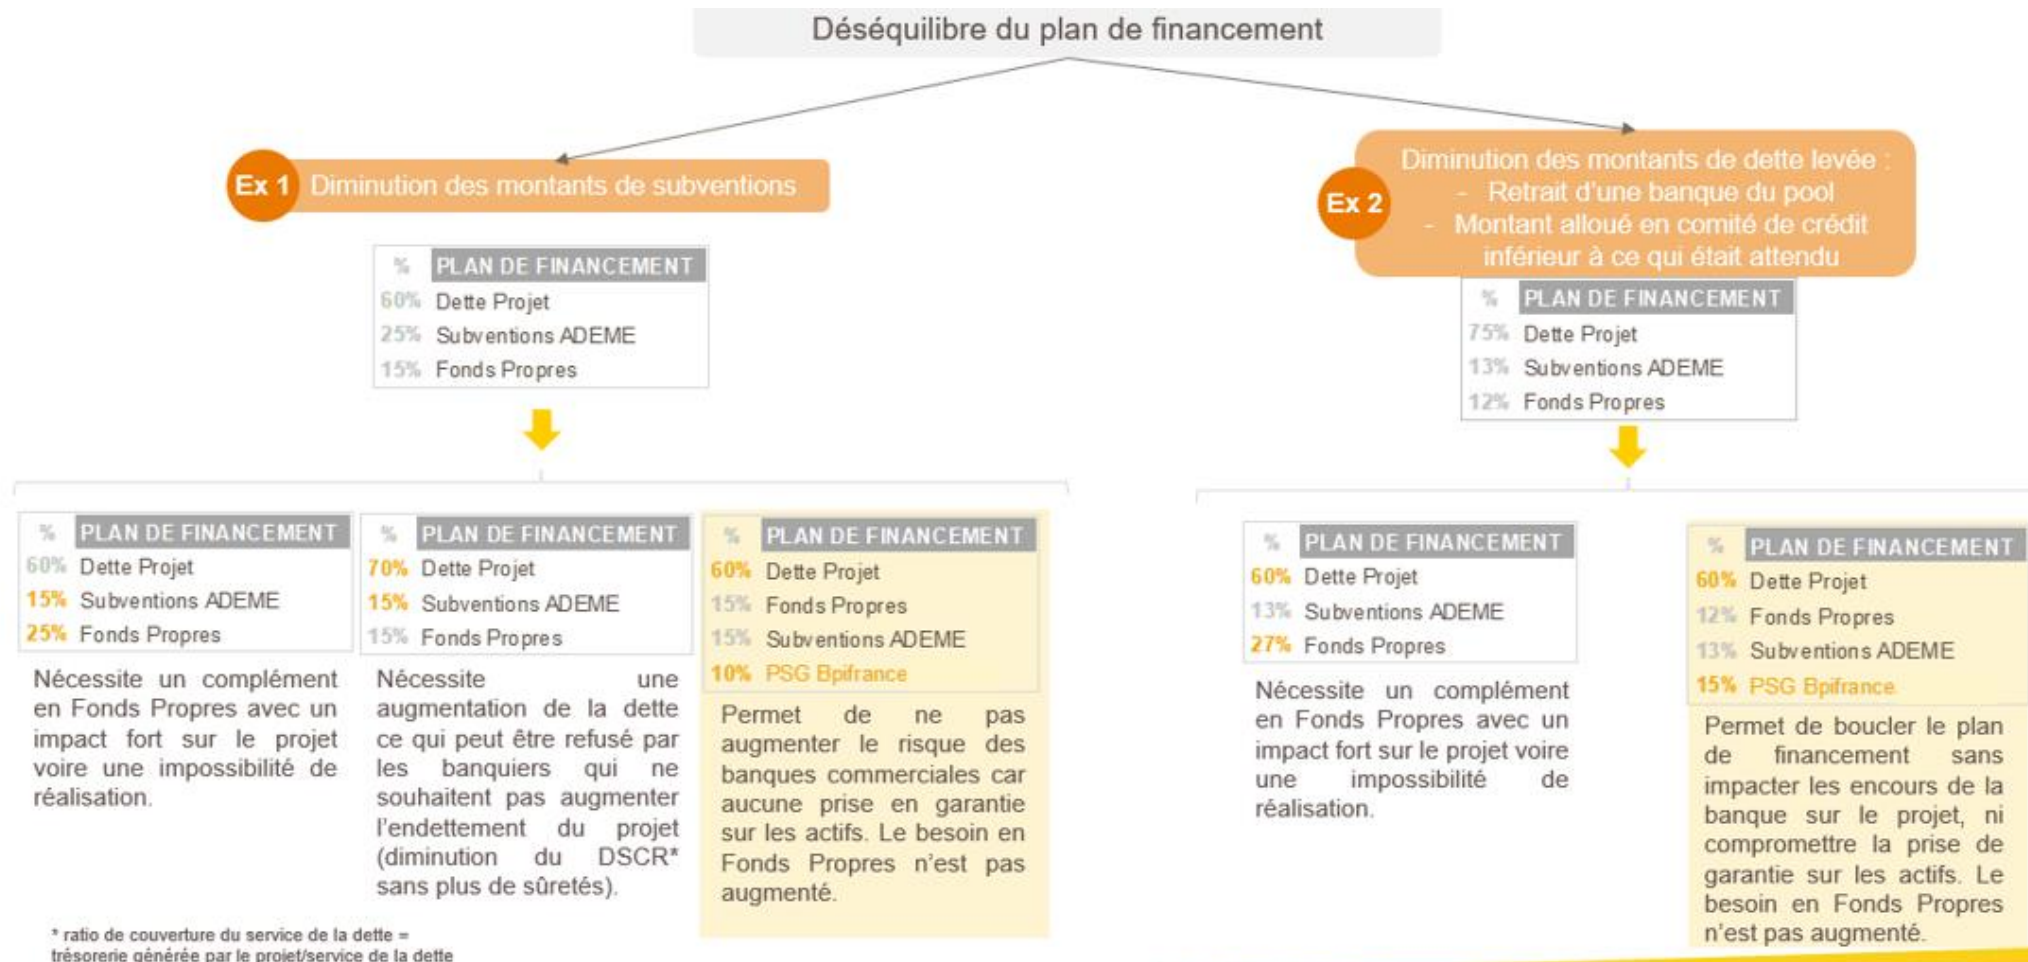 Déséquilibre du plan de financement
Ex 1
Diminution des montants de subventions
% PLAN DE FINANCEMENT
60% Dette Projet
25% Subventions ADEME
15% Fonds Propres
% PLAN DE FINANCEMENT
60% Dette Projet
15% Subventions ADEME
25% Fonds Propres
Nécessite un complément
en Fonds Propres avec un
impact fort sur le projet
voire une impossibilité de
réalisation.
% PLAN DE FINANCEMENT
70% Dette Projet
15% Subventions ADEME
15% Fonds Propres
Nécessite une
augmentation de la dette
ce qui peut être refusé par
les banquiers qui ne
souhaitent pas augmenter
l'endettement du projet
(diminution du DSCR*
sans plus de sûretés).
% PLAN DE FINANCEMENT
60% Dette Projet
15% Fonds Propres
15% Subventions ADEME
10% PSG Bpifrance
Permet de ne pas
augmenter le risque des
banques commerciales car
aucune prise en garantie
sur les actifs. Le besoin en
Fonds Propres n'est pas
augmenté.
* ratio de couverture du service de la dette =
trésorerie générée par le projet/service de la dette
Ex 2
Diminution des montants de dette levée :
- Retrait d'une banque du pool
- Montant alloué en comité de crédit
inférieur à ce qui était attendu
% PLAN DE FINANCEMENT
75% Dette Projet
13% Subventions ADEME
12% Fonds Propres
% PLAN DE FINANCEMENT
60% Dette Projet
13% Subventions ADEME
27% Fonds Propres
Nécessite un complément
en Fonds Propres avec un
impact fort sur le projet voire
une impossibilité de
réalisation.
% PLAN DE FINANCEMENT
60% Dette Projet
12% Fonds Propres
13% Subventions ADEME
15% PSG Bpifrance
Permet de boucler le plan
de financement sans
impacter les encours de la
banque sur le projet, ni
compromettre la prise de
garantie sur les actifs. Le
besoin en Fonds Propres
n'est pas augmenté.